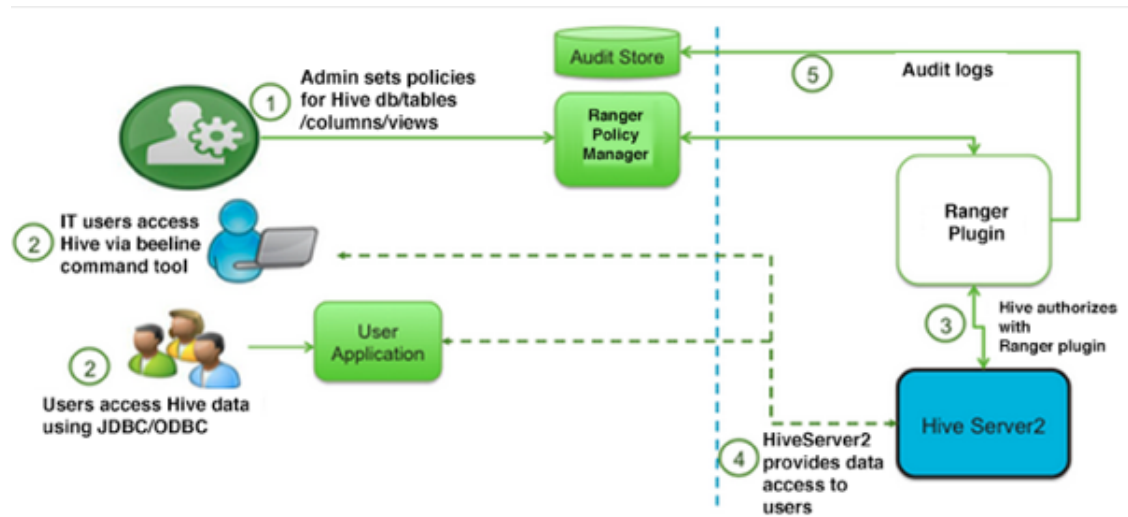 Audit Store
5
Audit logs
1
Admin sets policies
for Hive db/tables
/columns/views
Ranger
Policy
Manager
Ranger
Plugin
2
IT users access
Hive via beeline
command tool
User
Application
3
Hive authorizes
with
Ranger plugin
2
Users access Hive data
using JDBC/ODBC
4
HiveServer2
provides data
access to
users
Hive Server2